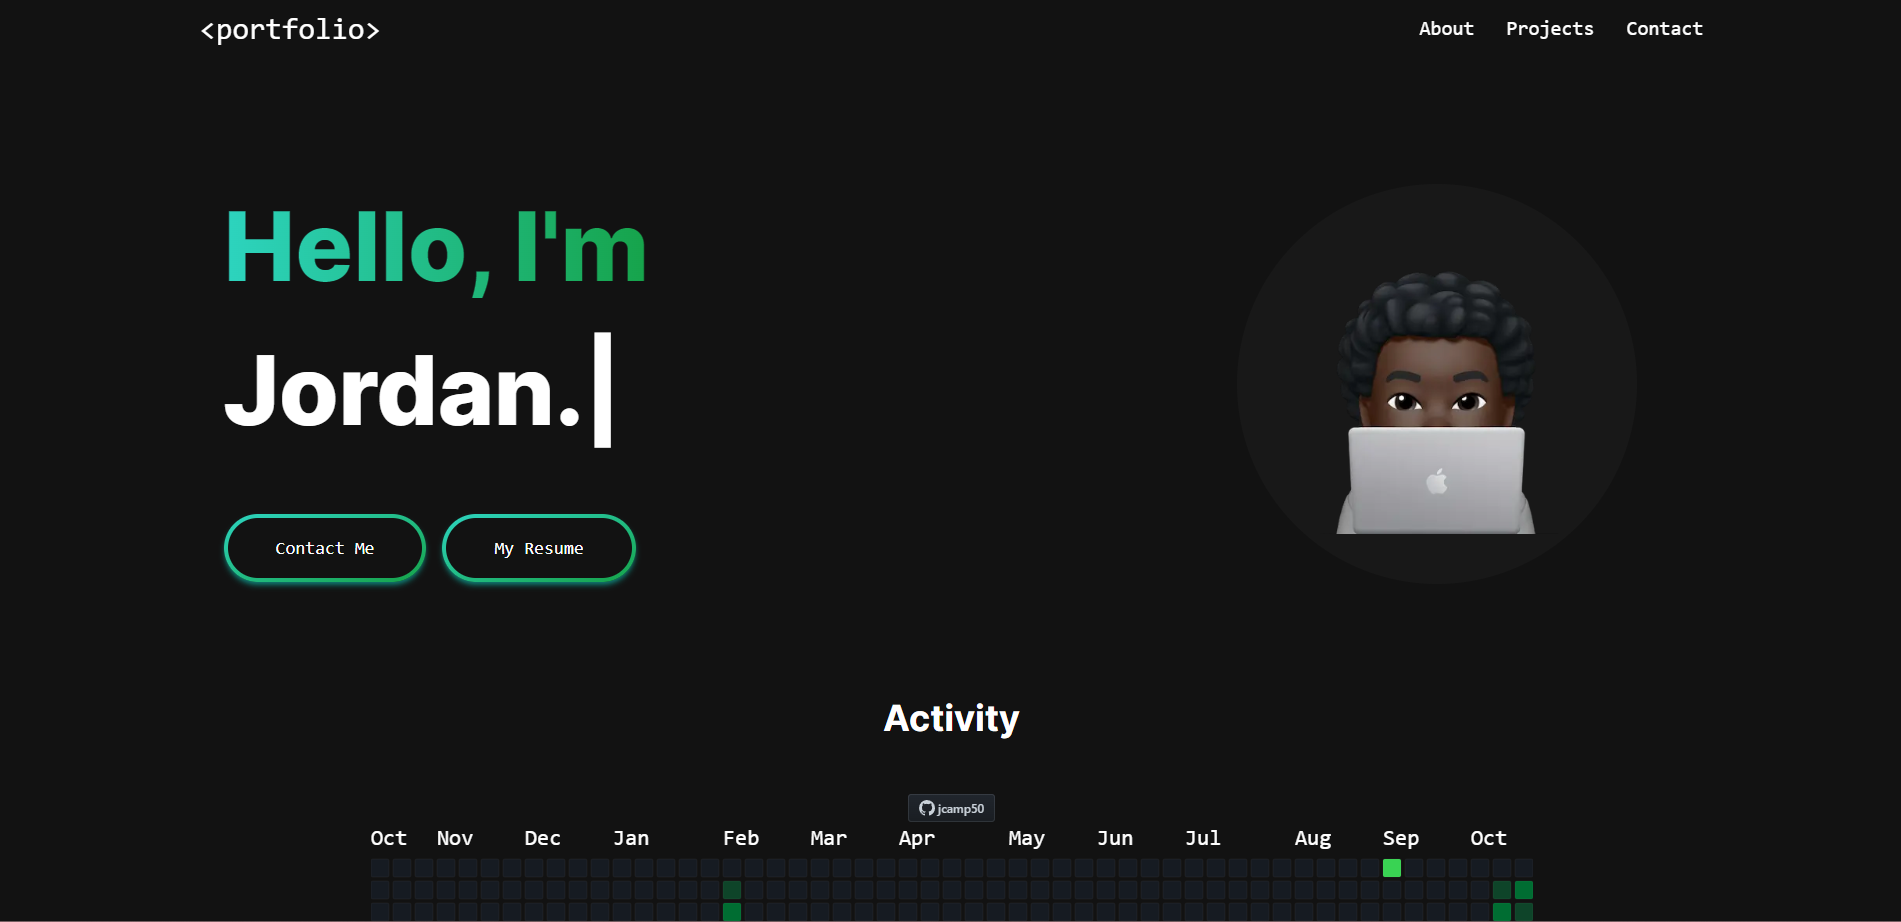 <portfolio>
About Projects Contact
Hello, I'm
Jordan.
Contact Me
My Resume
Activity
jcamp50
Oct Nov Dec Jan Feb Mar Apr May Jun Jul Aug Sep Oct